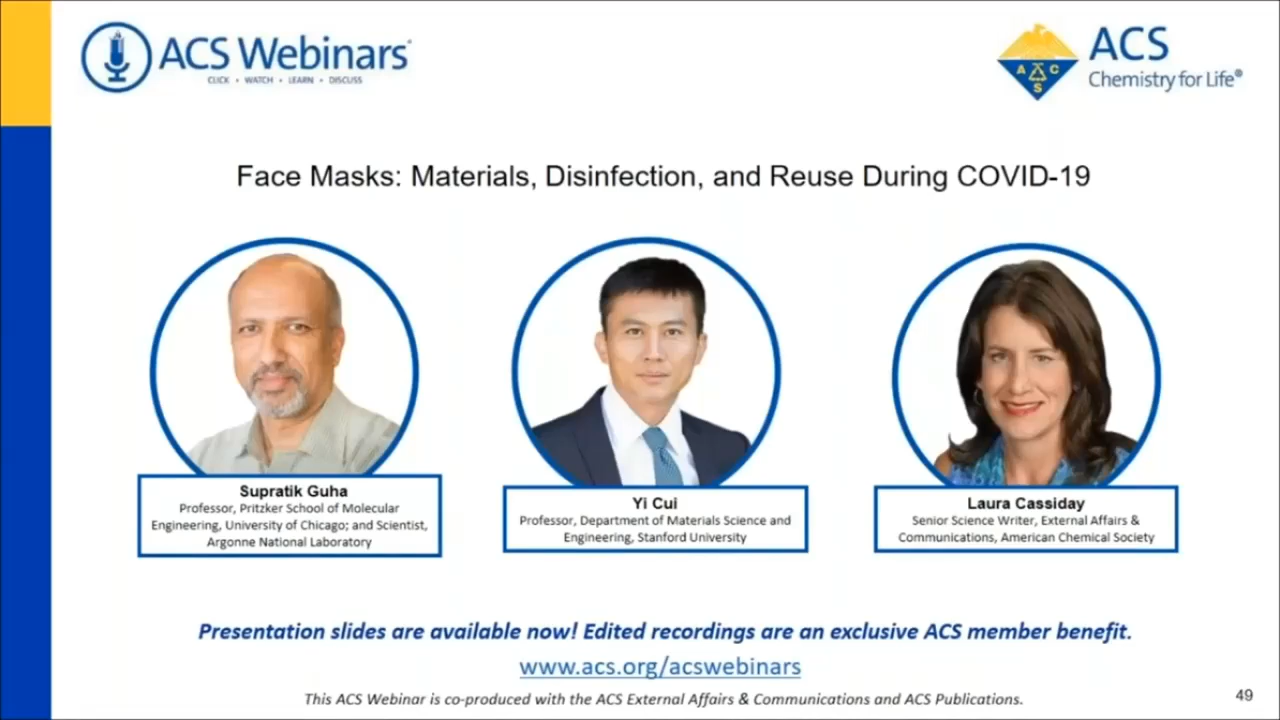 ACS Webinars®
CLICK • WATCH • LEARN • DISCUSS
A C S
ACS
Chemistry for Life®
Face Masks: Materials, Disinfection, and Reuse During COVID-19
Supratik Guha
Professor, Pritzker School of Molecular
Engineering, University of Chicago; and Scientist,
Argonne National Laboratory
Yi Cui
Professor, Department of Materials Science and
Engineering, Stanford University
Laura Cassiday
Senior Science Writer, External Affairs &
Communications, American Chemical Society
Presentation slides are available now! Edited recordings are an exclusive ACS member benefit.
www.acs.org/acswebinars
This ACS Webinar is co-produced with the ACS External Affairs & Communications and ACS Publications.
49